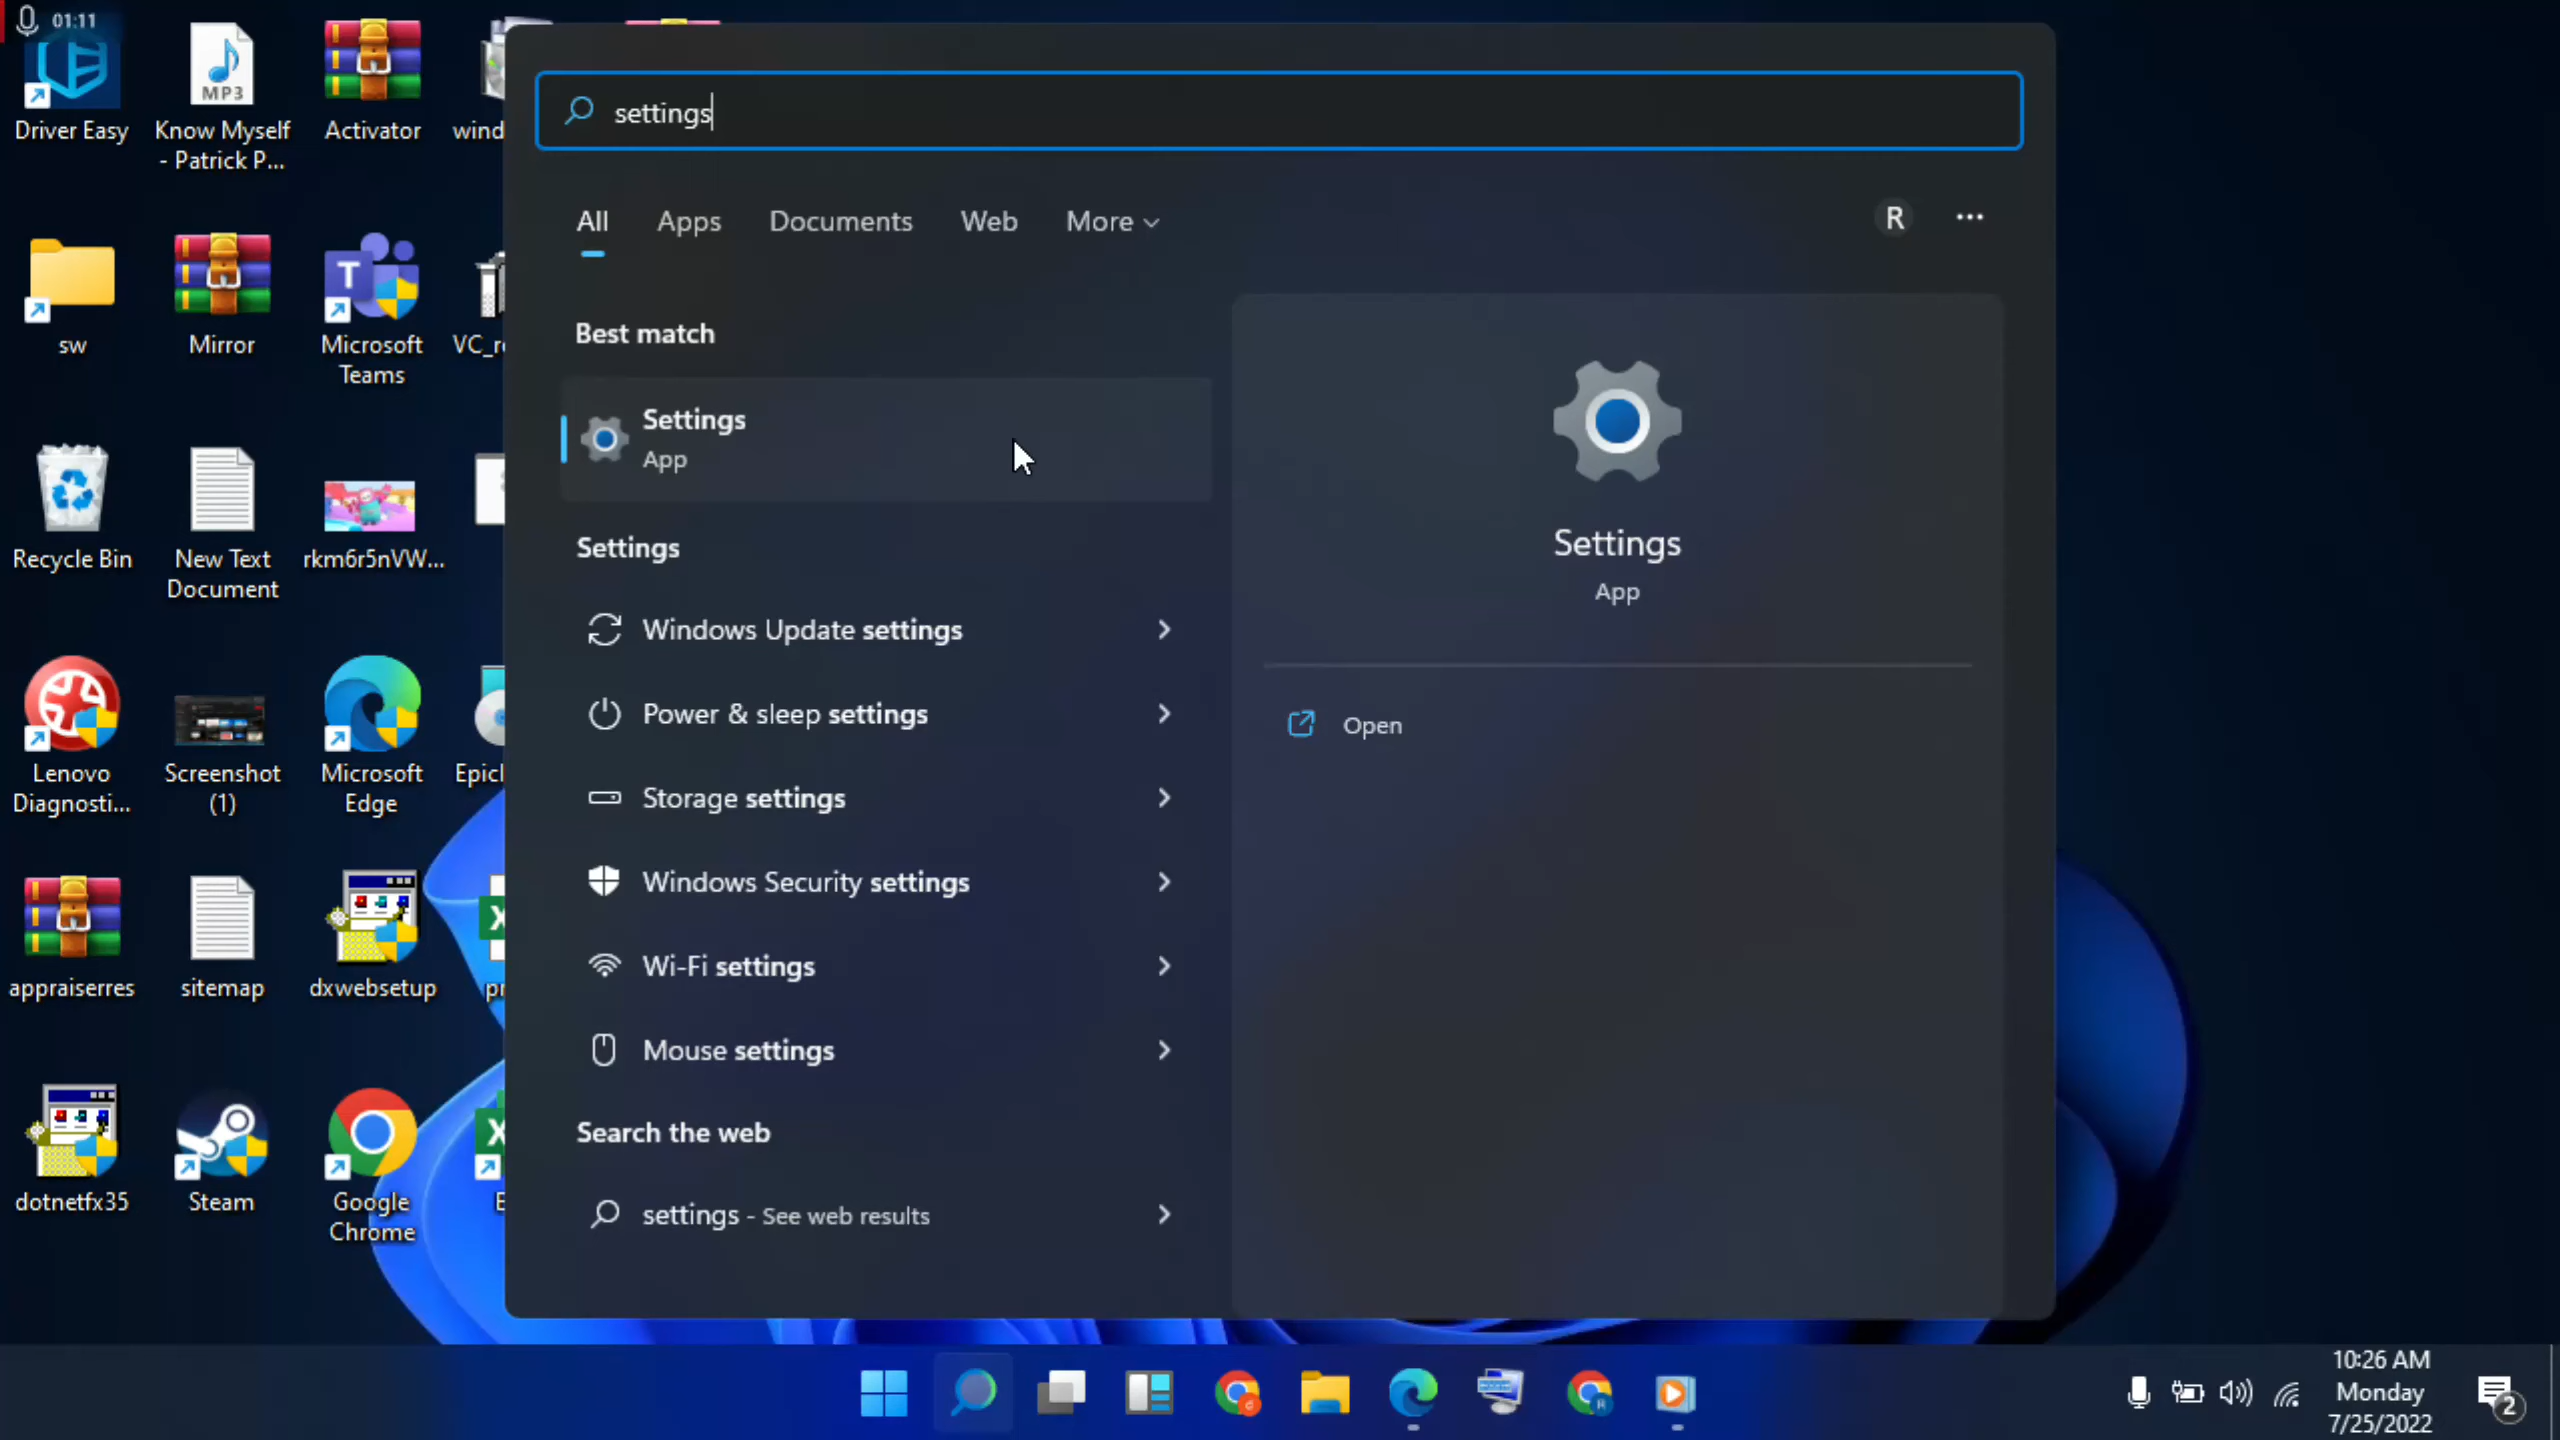 01:11
Driver Easy
Know Myself
- Patrick P...
MP3
Activator
wind
sw
Mirror
T
Microsoft
Teams
VC_r
Recycle Bin
New Text
Document
rkm6r5nVW...
Lenovo
Diagnosti...
Screenshot
(1)
Microsoft
Edge
Epic
appraiserres
sitemap
dxwebsetup
pr
dotnetfx35
Steam
Google
Chrome
E
settings
All
Apps
Documents
Web
More
R
Best match
Settings
App
Settings
Windows Update settings
Power & sleep settings
Storage settings
Windows Security settings
Wi-Fi settings
Mouse settings
Search the web
settings - See web results
Settings
App
Open
10:26 AM
Monday
7/25/2022
2